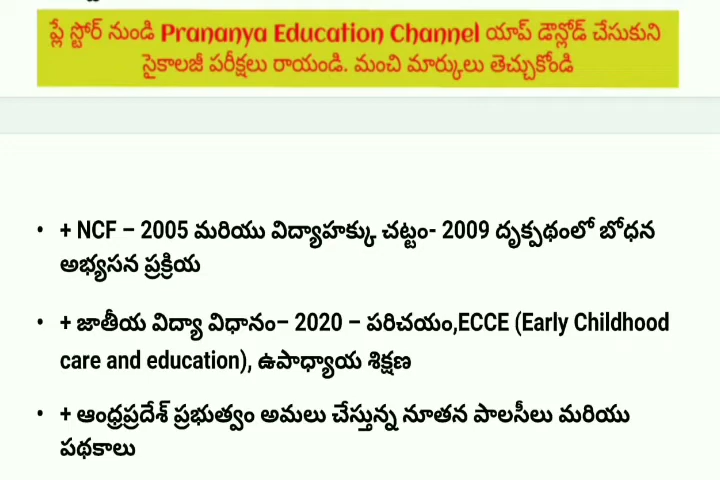 ప్లే స్టోర్ నుండి Prananya Education Channel యాప్ డౌన్లోడ్ చేసుకుని
సైకాలజీ పరీక్షలు రాయండి. మంచి మార్కులు తెచ్చుకోండి
• + NCF – 2005 మరియు విద్యాహక్కు చట్టం- 2009 దృక్పథంలో బోధన
అభ్యసన ప్రక్రియ
• + జాతీయ విద్యా విధానం– 2020 – పరిచయం,ECCE (Early Childhood
care and education), ఉపాధ్యాయ శిక్షణ
• + ఆంధ్రప్రదేశ్ ప్రభుత్వం అమలు చేస్తున్న నూతన పాలసీలు మరియు
పథకాలు